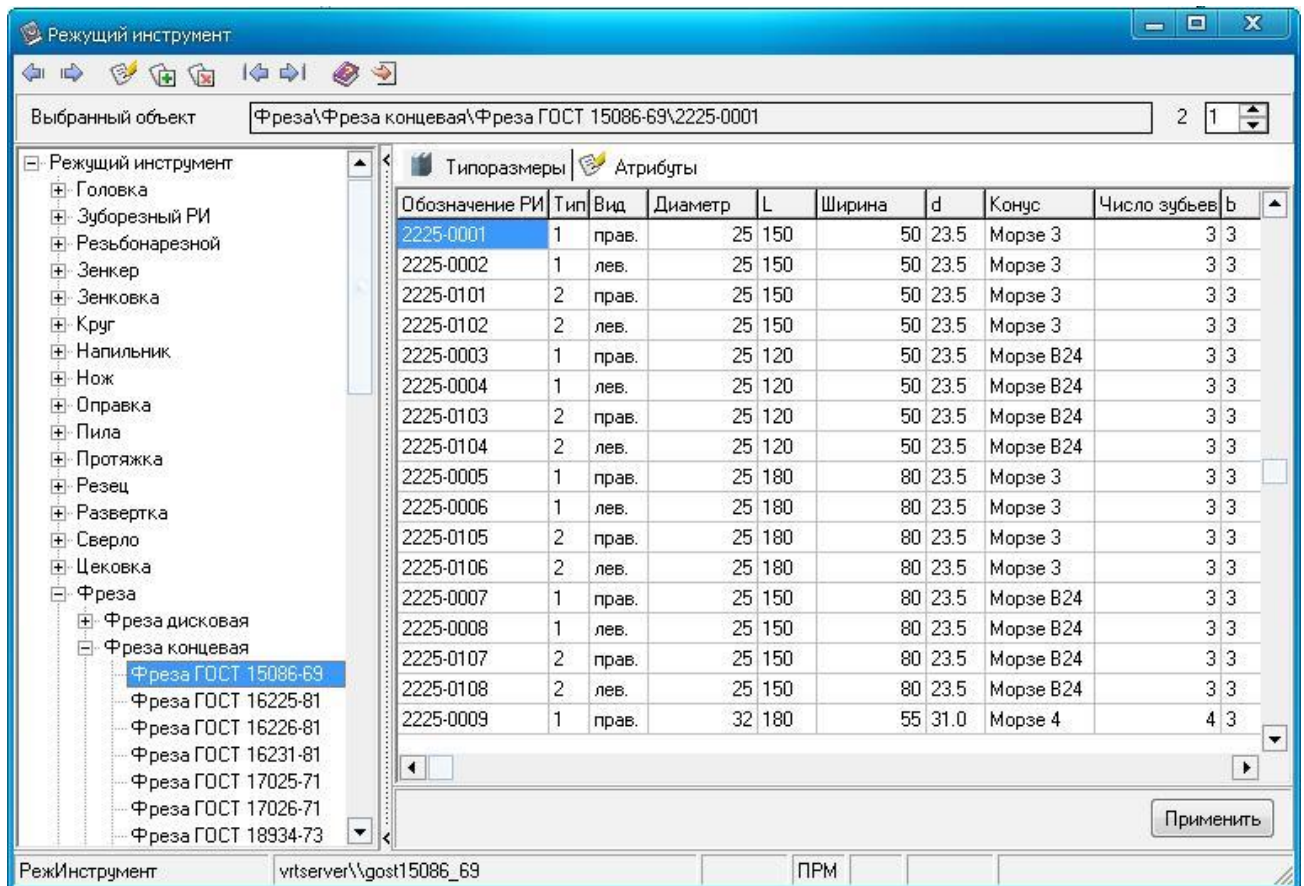 Режущий инструмент
Выбранный объект Фреза\Фреза концевая\Фреза ГОСТ 15086-69\2225-0001 2 1
Режущий инструмент
Головка
Зуборезный РИ
Резьбонарезной
Зенкер
Зенковка
Круг
Напильник
Нож
Оправка
Пила
Протяжка
Резец
Развертка
Сверло
Цековка
Фреза
Фреза дисковая
Фреза концевая
Фреза ГОСТ 15086-69
Фреза ГОСТ 16225-81
Фреза ГОСТ 16226-81
Фреза ГОСТ 16231-81
Фреза ГОСТ 17025-71
Фреза ГОСТ 17026-71
Фреза ГОСТ 18934-73
Типоразмеры Атрибуты
Обозначение РИ Тип Вид Диаметр L Ширина d Конус Число зубьев b
2225-0001 1 прав. 25 150 50 23.5 Морзе 3 3 3
2225-0002 1 лев. 25 150 50 23.5 Морзе 3 3 3
2225-0101 2 прав. 25 150 50 23.5 Морзе 3 3 3
2225-0102 2 лев. 25 150 50 23.5 Морзе 3 3 3
2225-0003 1 прав. 25 120 50 23.5 Морзе В24 3 3
2225-0004 1 лев. 25 120 50 23.5 Морзе В24 3 3
2225-0103 2 прав. 25 120 50 23.5 Морзе В24 3 3
2225-0104 2 лев. 25 120 50 23.5 Морзе В24 3 3
2225-0005 1 прав. 25 180 80 23.5 Морзе 3 3 3
2225-0006 1 лев. 25 180 80 23.5 Морзе 3 3 3
2225-0105 2 прав. 25 180 80 23.5 Морзе 3 3 3
2225-0106 2 лев. 25 180 80 23.5 Морзе 3 3 3
2225-0007 1 прав. 25 150 80 23.5 Морзе В24 3 3
2225-0008 1 лев. 25 150 80 23.5 Морзе В24 3 3
2225-0107 2 прав. 25 150 80 23.5 Морзе В24 3 3
2225-0108 2 лев. 25 150 80 23.5 Морзе В24 3 3
2225-0009 1 прав. 32 180 55 31.0 Морзе 4 4 3
Применить
РежИнструмент vrtserver\\gost15086_69 ПРМ